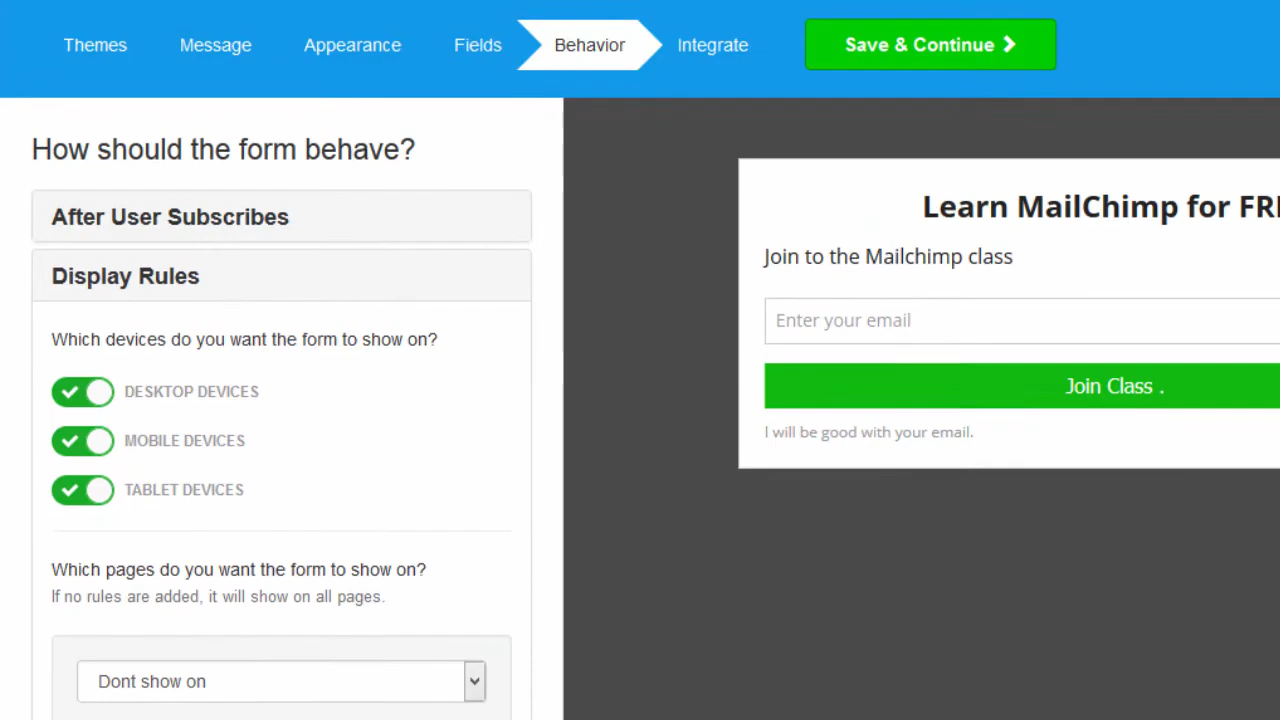 Themes Message Appearance Fields Behavior Integrate Save & Continue
How should the form behave?
After User Subscribes
Display Rules
Which devices do you want the form to show on?
DESKTOP DEVICES
MOBILE DEVICES
TABLET DEVICES
Which pages do you want the form to show on?
If no rules are added, it will show on all pages.
Dont show on
Learn MailChimp for
Join to the Mailchimp class
Enter your email
Join Class .
I will be good with your email.